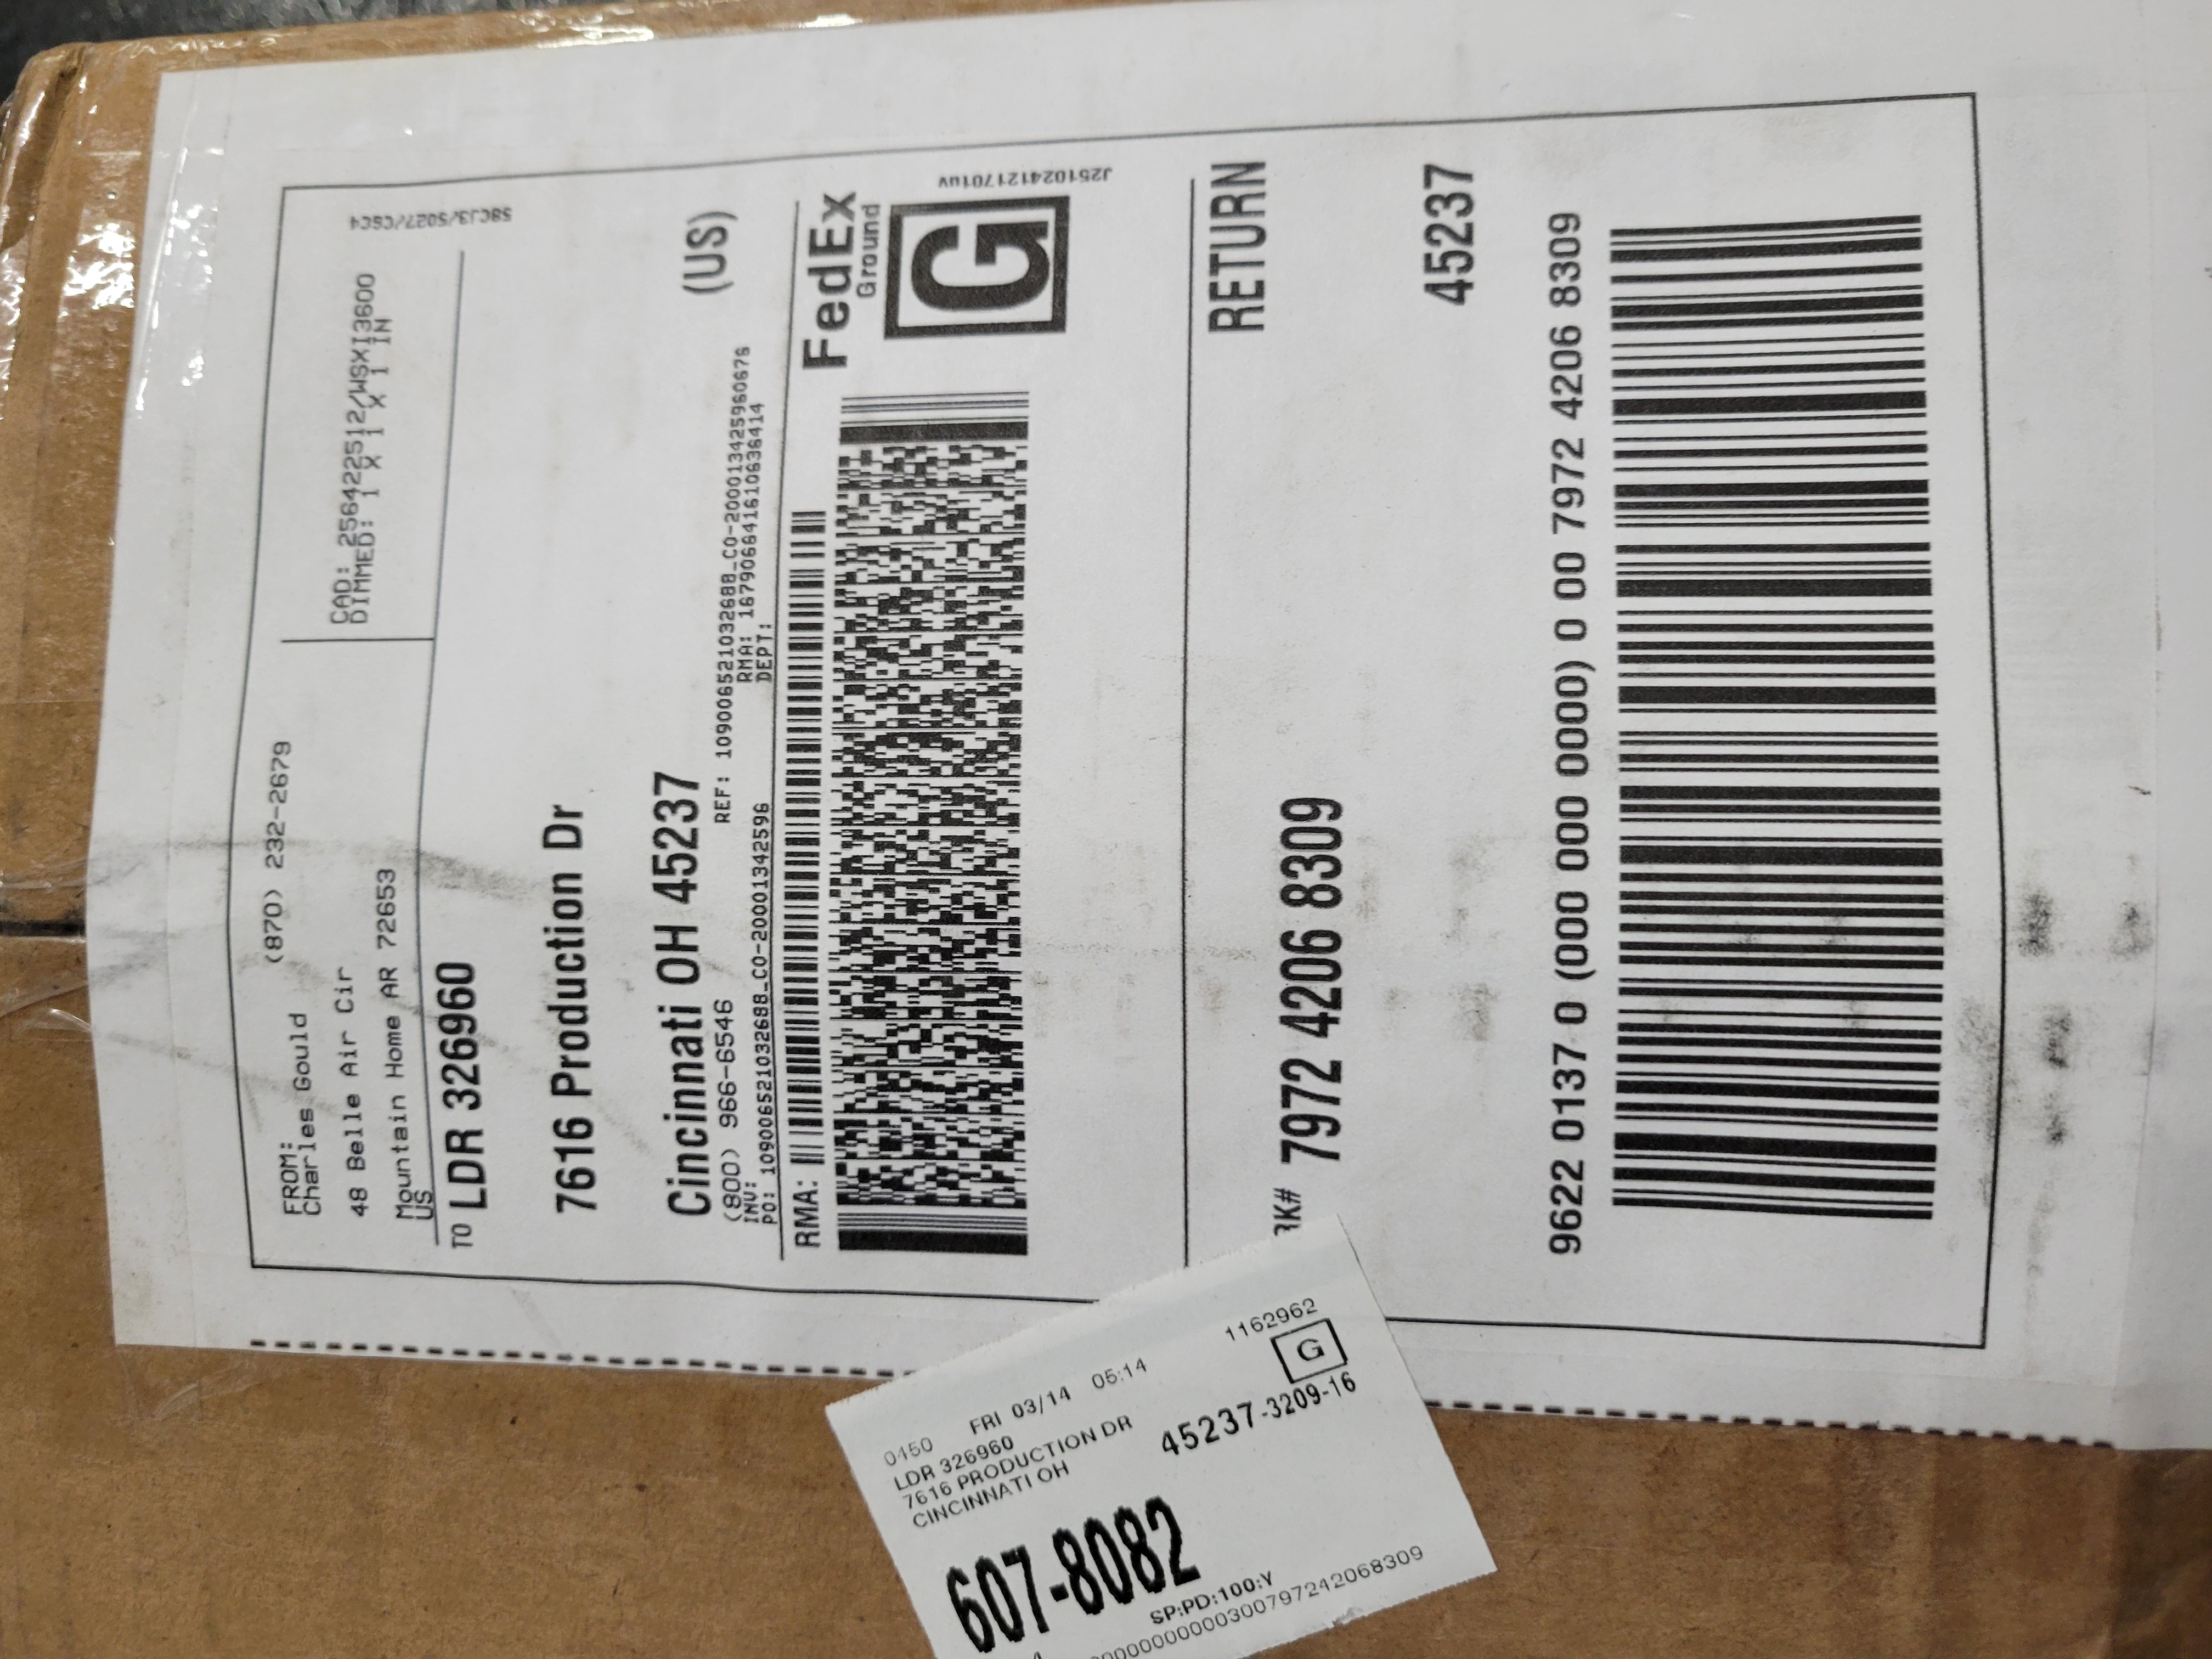 FROM: (870) 232-2679
Charles Gould
48 Belle Air Cir
Mountain Home AR 72653
US
CAD: 256422512/WSXI3600
DIMMED: 1 X 1 X 1 IN
58CJ3/5027/C6C4
TO LDR 326960
7616 Production Dr
Cincinnati OH 45237
(US)
(800) 966-6546
REF: 109006521032688_CO-200013425960676
INV:
RMA: 167906641610636414
PO: 109006521032688_CO-20001342596
DEPT:
RMA:
FedEx
Ground
G
J251024121701uv
RETURN
RK# 7972 4206 8309
45237
9622 0137 0 (000 000 0000) 0 00 7972 4206 8309
0450 FRI 03/14 05:14 1162962
LDR 326960
7616 PRODUCTION DR
CINCINNATI OH
G
45237-3209-16
607-8082
SP:PD:100:Y